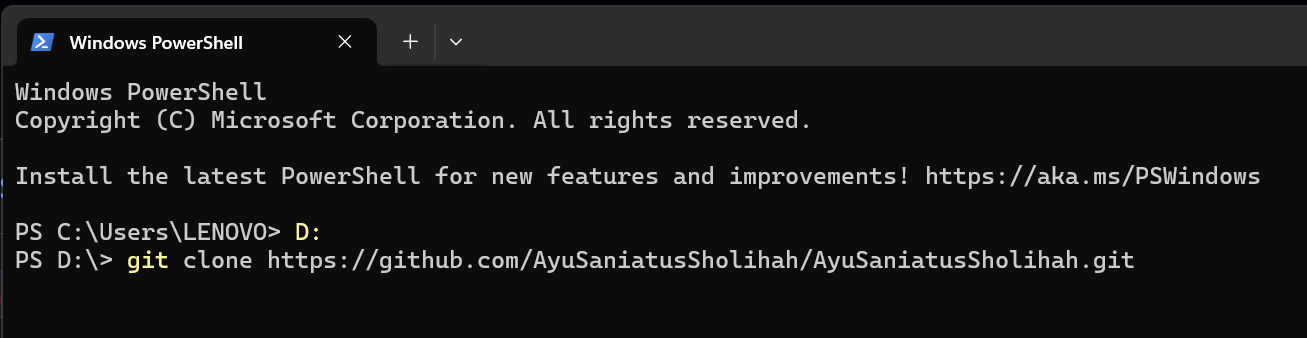 Windows PowerShell
Windows PowerShell
Copyright (C) Microsoft Corporation. All rights reserved.
Install the latest PowerShell for new features and improvements! https://aka.ms/PSWindows
PS C:\Users\LENOVO> D:
PS D:\> git clone https://github.com/AyuSaniatusSholihah/AyuSaniatusSholihah.git